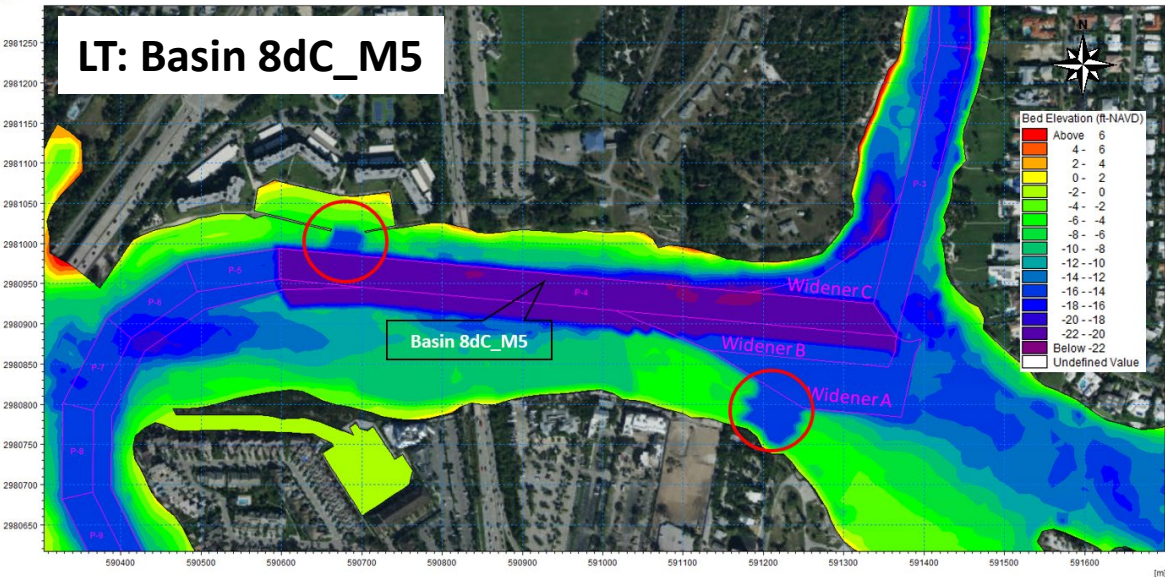 LT: Basin 8dC_M5
N
Bed Elevation (ft-NAVD)
Above 6
4 - 6
2 - 4
0 - 2
-2 - 0
-4 - -2
-6 - -4
-8 - -6
-10 - -8
-12 - -10
-14 - -12
-16 - -14
-18 - -16
-20 - -18
-22 - -20
Below -22
Undefined Value
P-3
P-4
P-5
P-6
P-7
P-8
P-9
Widener C
Widener B
Widener A
Basin 8dC_M5
2981250
2981200
2981150
2981100
2981050
2981000
2980950
2980900
2980850
2980800
2980750
2980700
2980650
590400
590500
590600
590700
590800
590900
591000
591100
591200
591300
591400
591500
591600
[m]